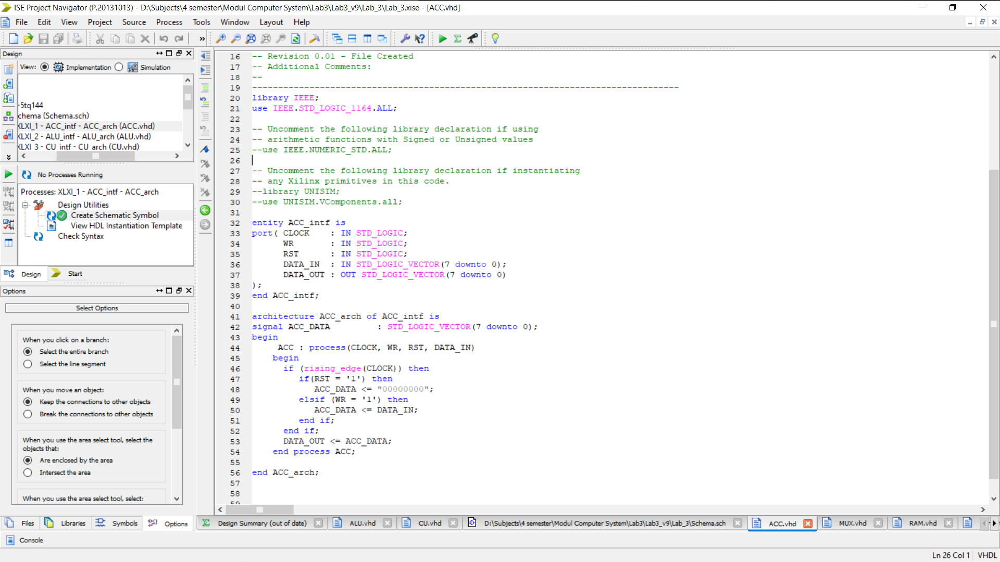 ISE Project Navigator (P.20131013) - D:\Subjects\4 semester\Modul Computer System\Lab3\Lab3_v9\Lab_3\Lab_3.xise - [ACC.vhd]
File Edit View Project Source Process Tools Window Layout Help
Design
View: Implementation Simulation
-5tq144
chema (Schema.sch)
XLXI_1 - ACC_intf - ACC_arch (ACC.vhd)
XLXI_2 - ALU_intf - ALU_arch (ALU.vhd)
XLXI_3 - CU_intf - CU_arch (CU.vhd)
No Processes Running
Processes: XLXI_1 - ACC_intf - ACC_arch
Design Utilities
Create Schematic Symbol
View HDL Instantiation Template
Check Syntax
Design Start
Options
Select Options
When you click on a branch:
Select the entire branch
Select the line segment
When you move an object:
Keep the connections to other objects
Break the connections to other objects
When you use the area select tool, select the
objects that:
Are enclosed by the area
Intersect the area
When you use the area select tool, select:
Files Libraries Symbols Options
16 -- Revision 0.01 - File Created
17 -- Additional Comments:
18 --
19 ----------------------------------------------------------------------------------
20 library IEEE;
21 use IEEE.STD_LOGIC_1164.ALL;
22
23 -- Uncomment the following library declaration if using
24 -- arithmetic functions with Signed or Unsigned values
25 --use IEEE.NUMERIC_STD.ALL;
26
27 -- Uncomment the following library declaration if instantiating
28 -- any Xilinx primitives in this code.
29 --library UNISIM;
30 --use UNISIM.VComponents.all;
31
32 entity ACC_intf is
33 port( CLOCK    : IN STD_LOGIC;
34       WR       : IN STD_LOGIC;
35       RST      : IN STD_LOGIC;
36       DATA_IN  : IN STD_LOGIC_VECTOR(7 downto 0);
37       DATA_OUT : OUT STD_LOGIC_VECTOR(7 downto 0)
38 );
39 end ACC_intf;
40
41 architecture ACC_arch of ACC_intf is
42 signal ACC_DATA         : STD_LOGIC_VECTOR(7 downto 0);
43 begin
44      ACC : process(CLOCK, WR, RST, DATA_IN)
45     begin
46       if (rising_edge(CLOCK)) then
47          if(RST = '1') then
48             ACC_DATA <= "00000000";
49          elsif (WR = '1') then
50             ACC_DATA <= DATA_IN;
51          end if;
52       end if;
53       DATA_OUT <= ACC_DATA;
54     end process ACC;
55
56 end ACC_arch;
57
58
59
Design Summary (out of date) ALU.vhd CU.vhd D:\Subjects\4 semester\Modul Computer System\Lab3\Lab3_v9\Lab_3\Schema.sch ACC.vhd MUX.vhd RAM.vhd
Console
Ln 26 Col 1 VHDL